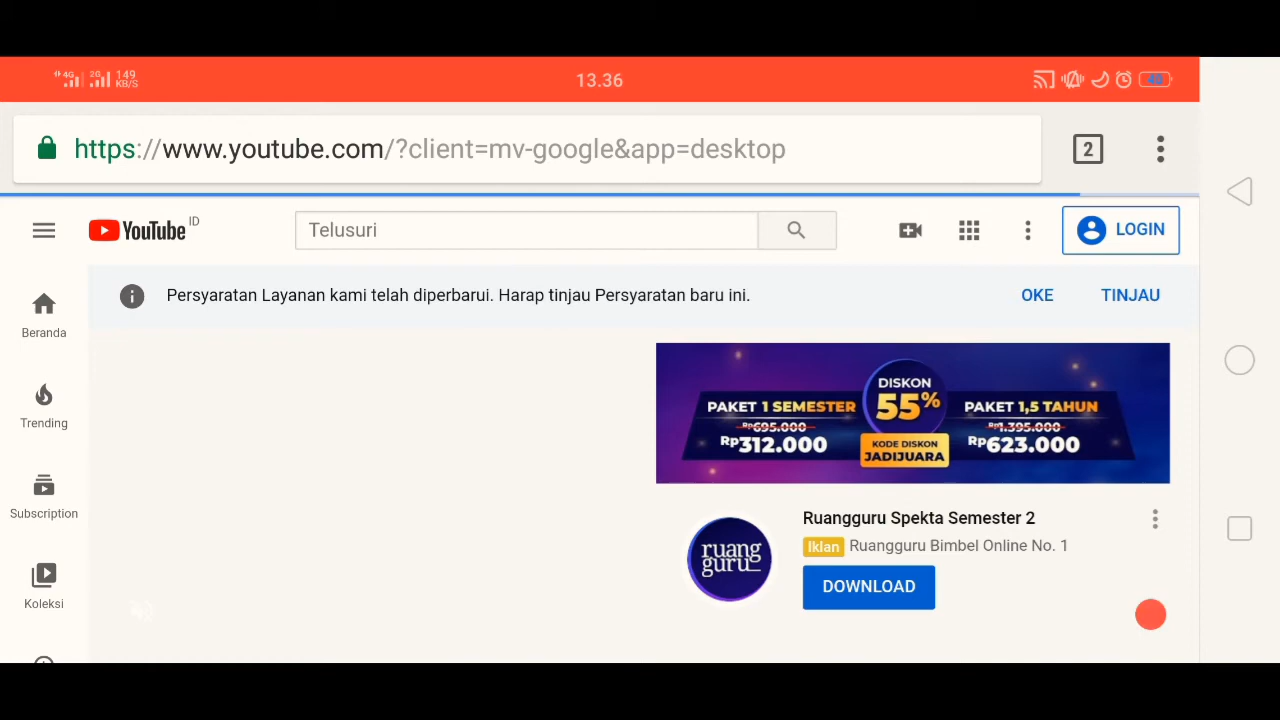 4G 2G 149 KB/S 13.36 46
https://www.youtube.com/?client=mv-google&app=desktop 2
YouTube ID Telusuri LOGIN
Persyaratan Layanan kami telah diperbarui. Harap tinjau Persyaratan baru ini. OKE TINJAU
Beranda
Trending
Subscription
Koleksi
DISKON
55%
PAKET 1 SEMESTER
Rp695.000
Rp312.000
PAKET 1,5 TAHUN
Rp1.395.000
Rp623.000
KODE DISKON
JADIJUARA
ruang
guru
Ruangguru Spekta Semester 2
Iklan Ruangguru Bimbel Online No. 1
DOWNLOAD